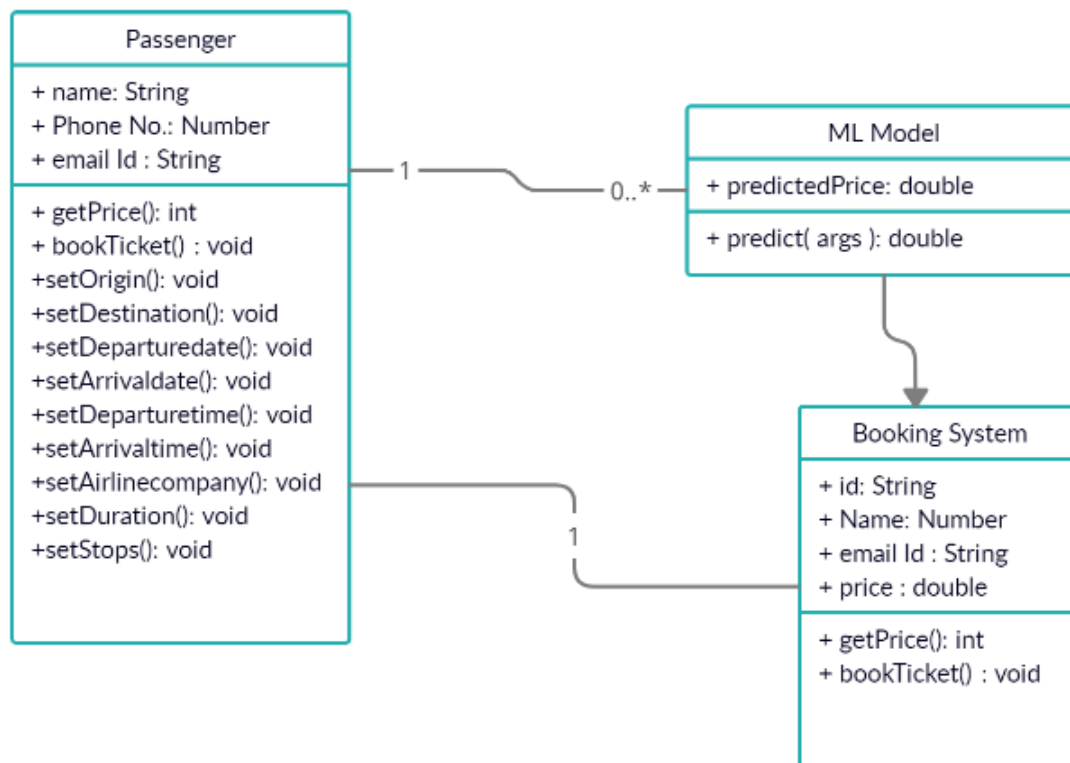 Passenger
+ name: String
+ Phone No.: Number
+ email Id : String
+ getPrice(): int
+ bookTicket() : void
+setOrigin(): void
+setDestination(): void
+setDeparturedate(): void
+setArrivaldate(): void
+setDeparturetime(): void
+setArrivaltime(): void
+setAirlinecompany(): void
+setDuration(): void
+setStops(): void
1
0..*
ML Model
+ predictedPrice: double
+ predict( args ): double
1
Booking System
+ id: String
+ Name: Number
+ email Id : String
+ price : double
+ getPrice(): int
+ bookTicket() : void